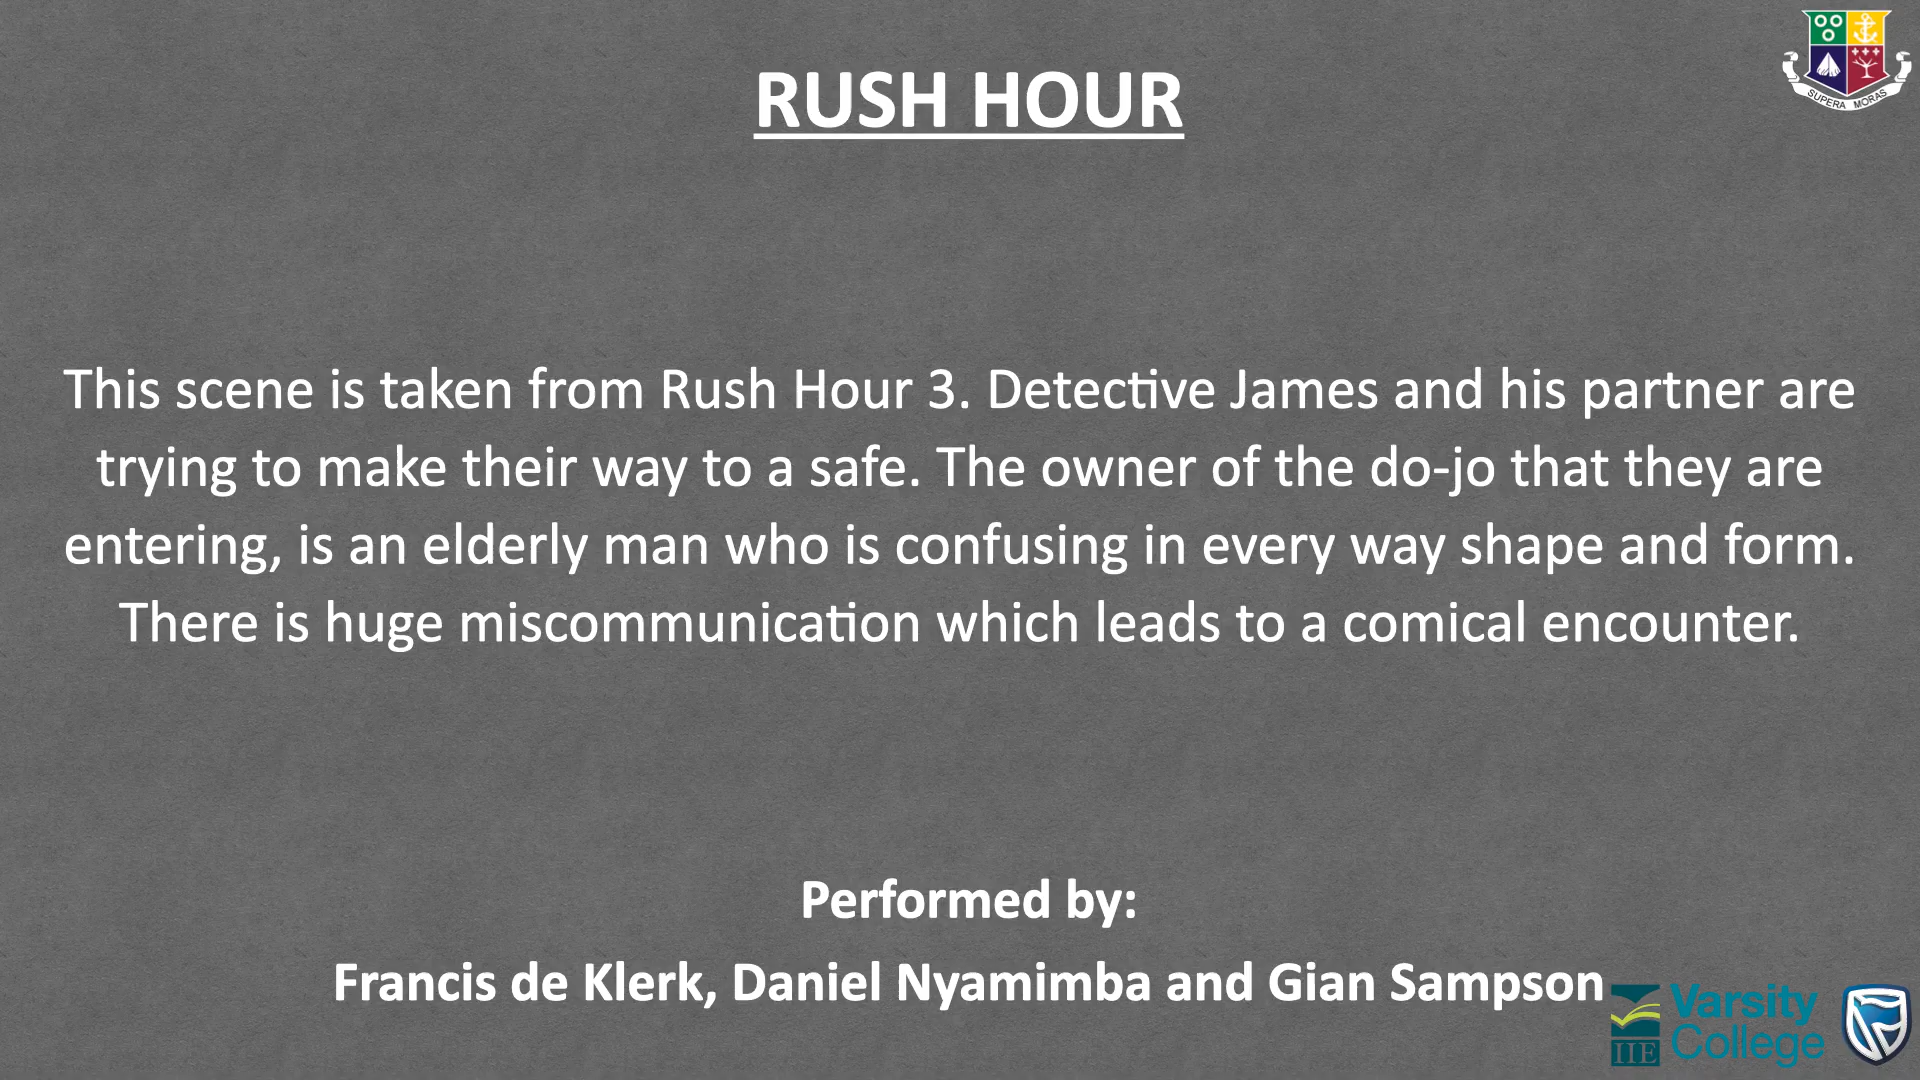 SUPERA MORAS
RUSH HOUR
This scene is taken from Rush Hour 3. Detective James and his partner are
trying to make their way to a safe. The owner of the do-jo that they are
entering, is an elderly man who is confusing in every way shape and form.
There is huge miscommunication which leads to a comical encounter.
Performed by:
Francis de Klerk, Daniel Nyamimba and Gian Sampson
IIE
Varsity
College